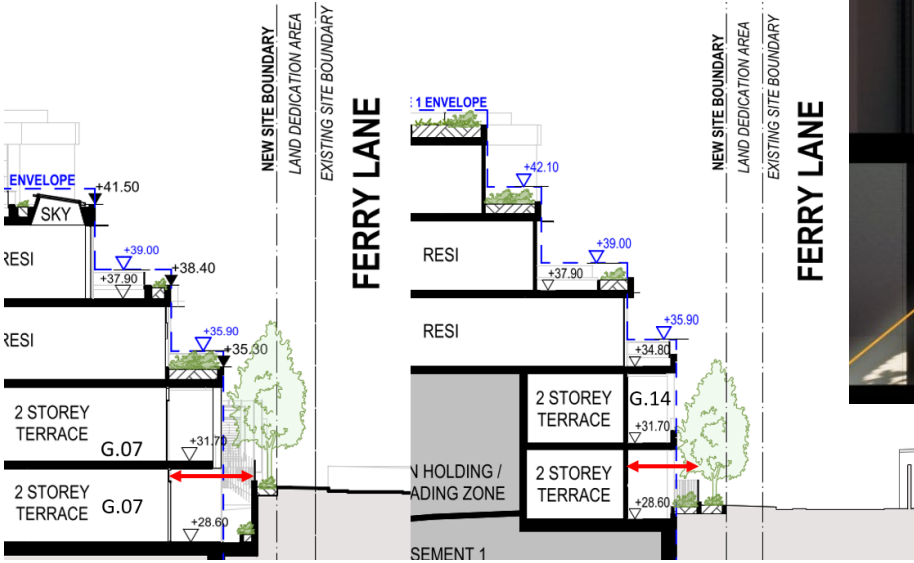 NEW SITE BOUNDARY
LAND DEDICATION AREA
EXISTING SITE BOUNDARY
FERRY LANE
ENVELOPE
+41.50
SKY
RESI
+39.00
+38.40
+37.90
RESI
+35.90
+35.30
2 STOREY
TERRACE
G.07
+31.70
2 STOREY
TERRACE
G.07
+28.60
NEW SITE BOUNDARY
LAND DEDICATION AREA
EXISTING SITE BOUNDARY
FERRY LANE
1 ENVELOPE
+42.10
RESI
+39.00
+37.90
RESI
+35.90
+34.80
2 STOREY
TERRACE
G.14
+31.70
HOLDING /
ADING ZONE
2 STOREY
TERRACE
+28.60
SEMENT 1